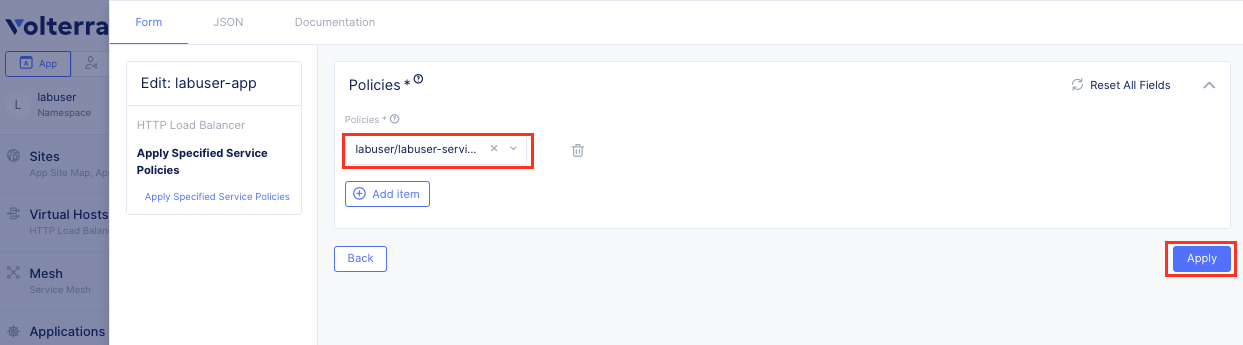 Volterra
App
L
labuser
Namespace
Sites
App Site Map, Ap
Virtual Hosts
HTTP Load Balan
Mesh
Service Mesh
Applications
Form
JSON
Documentation
Edit: labuser-app
HTTP Load Balancer
Apply Specified Service
Policies
Apply Specified Service Policies
Policies *
Reset All Fields
Policies *
labuser/labuser-servi...
Add item
Back
Apply